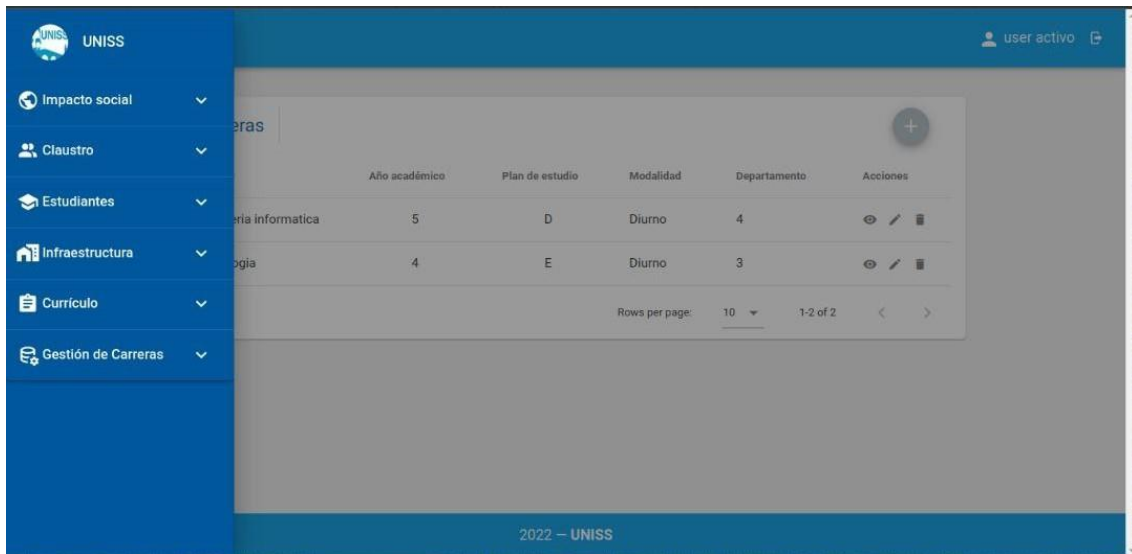 UNISS UNISS
user activo
Impacto social
Claustro
Estudiantes
Infraestructura
Currículo
Gestión de Carreras
eras
Año académico Plan de estudio Modalidad Departamento Acciones
eria informatica 5 D Diurno 4
ogia 4 E Diurno 3
Rows per page: 10 1-2 of 2
2022 — UNISS